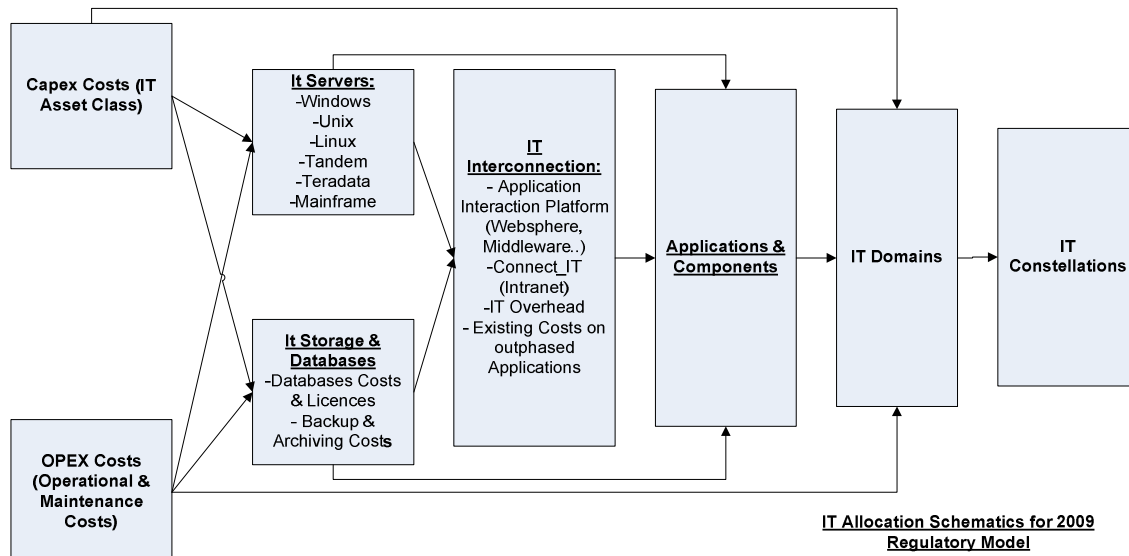 Capex Costs (IT
Asset Class)
OPEX Costs
(Operational &
Maintenance
Costs)
It Servers:
-Windows
-Unix
-Linux
-Tandem
-Teradata
-Mainframe
It Storage &
Databases
-Databases Costs
& Licences
- Backup &
Archiving Costs
IT
Interconnection:
- Application
Interaction Platform
(Websphere,
Middleware..)
-Connect_IT
(Intranet)
-IT Overhead
- Existing Costs on
outphased
Applications
Applications &
Components
IT Domains
IT
Constellations
IT Allocation Schematics for 2009
Regulatory Model